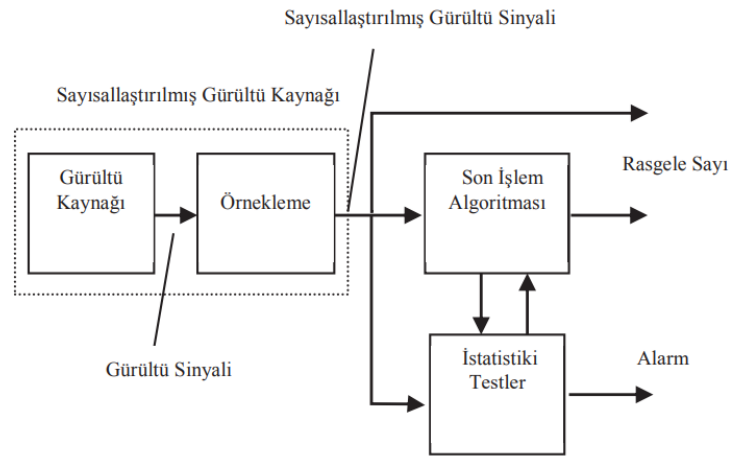 Sayısallaştırılmış Gürültü Sinyali
Sayısallaştırılmış Gürültü Kaynağı
Gürültü
Kaynağı
Örnekleme
Son İşlem
Algoritması
Rasgele Sayı
Gürültü Sinyali
İstatistiki
Testler
Alarm